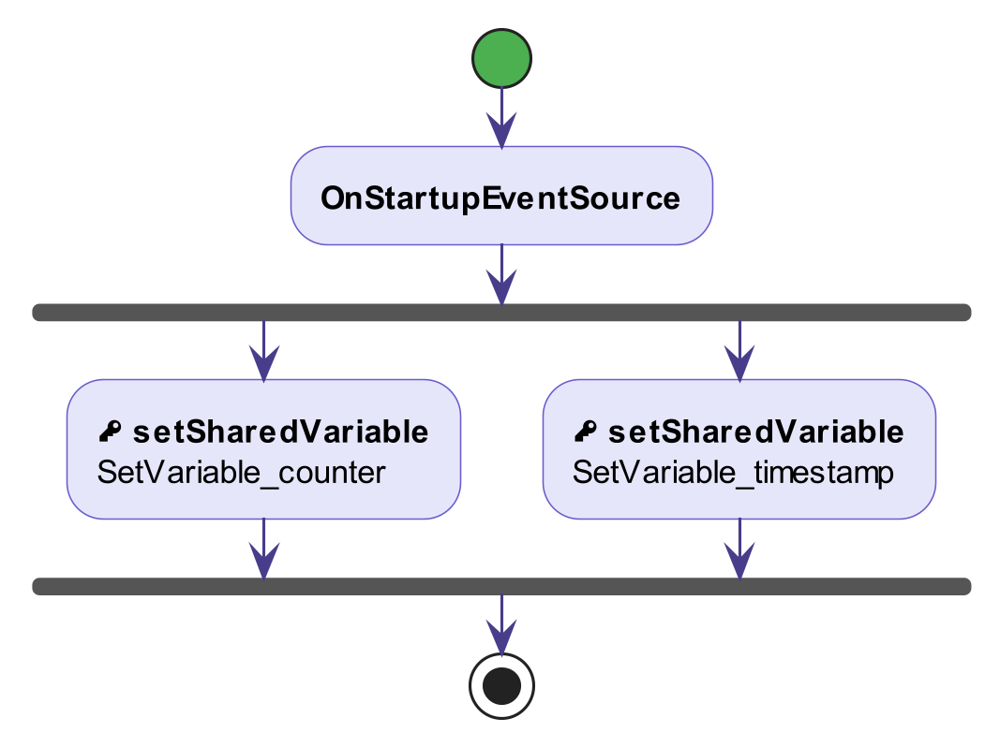 OnStartupEventSource
setSharedVariable
SetVariable_counter
setSharedVariable
SetVariable_timestamp